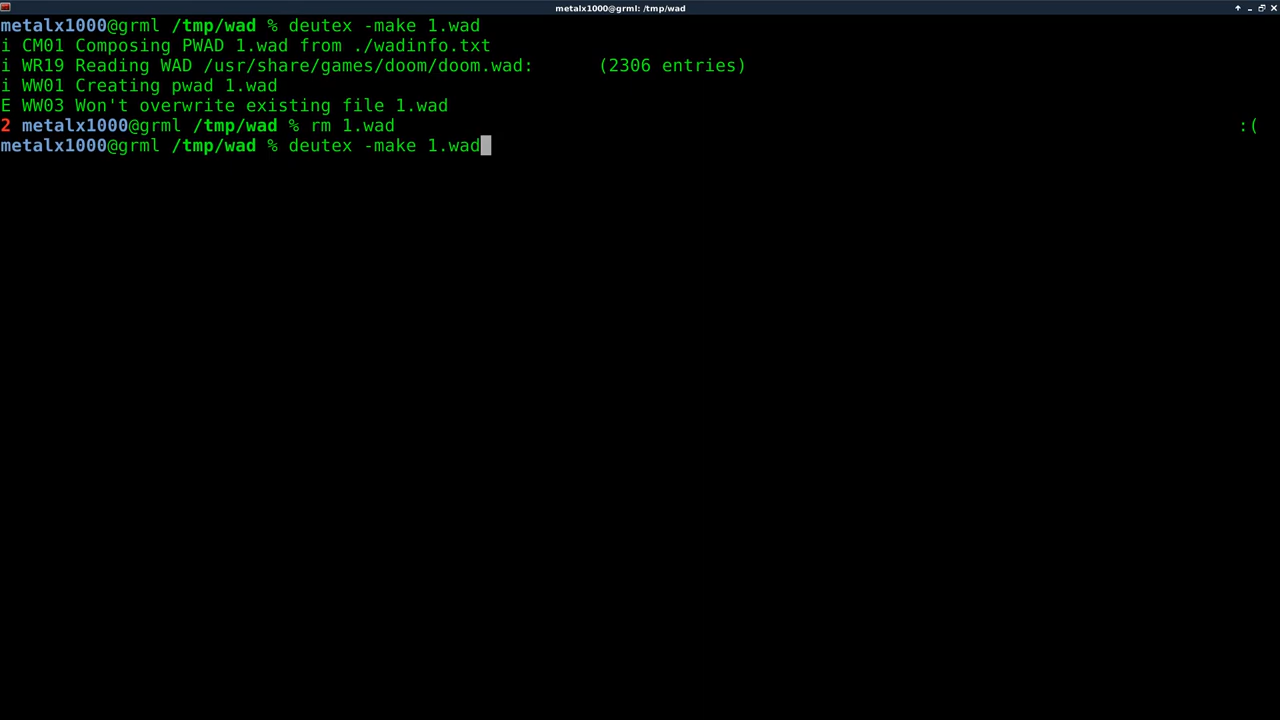 metalx1000@grml: /tmp/wad
metalx1000@grml /tmp/wad % deutex -make 1.wad
i CM01 Composing PWAD 1.wad from ./wadinfo.txt
i WR19 Reading WAD /usr/share/games/doom/doom.wad: (2306 entries)
i WW01 Creating pwad 1.wad
E WW03 Won't overwrite existing file 1.wad
2 metalx1000@grml /tmp/wad % rm 1.wad :(
metalx1000@grml /tmp/wad % deutex -make 1.wad